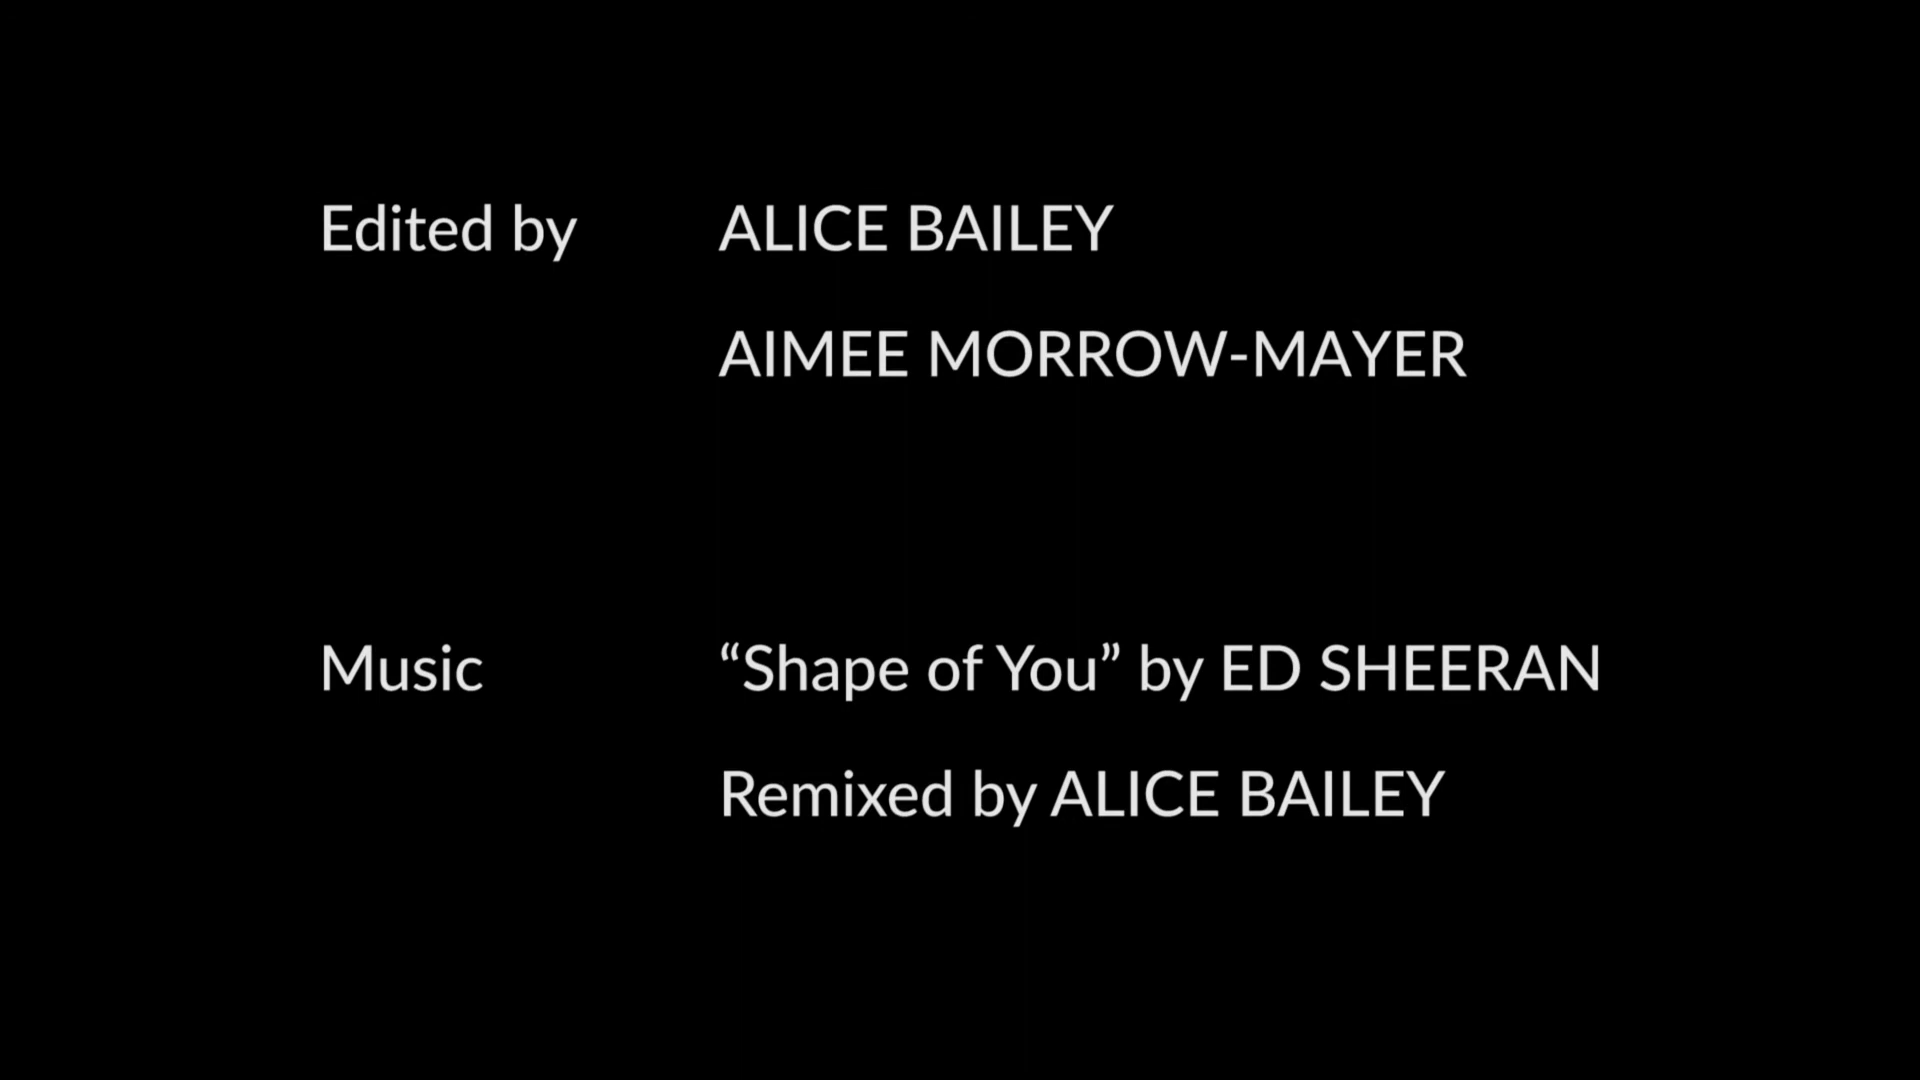 Edited by ALICE BAILEY
AIMEE MORROW-MAYER
Music “Shape of You” by ED SHEERAN
Remixed by ALICE BAILEY